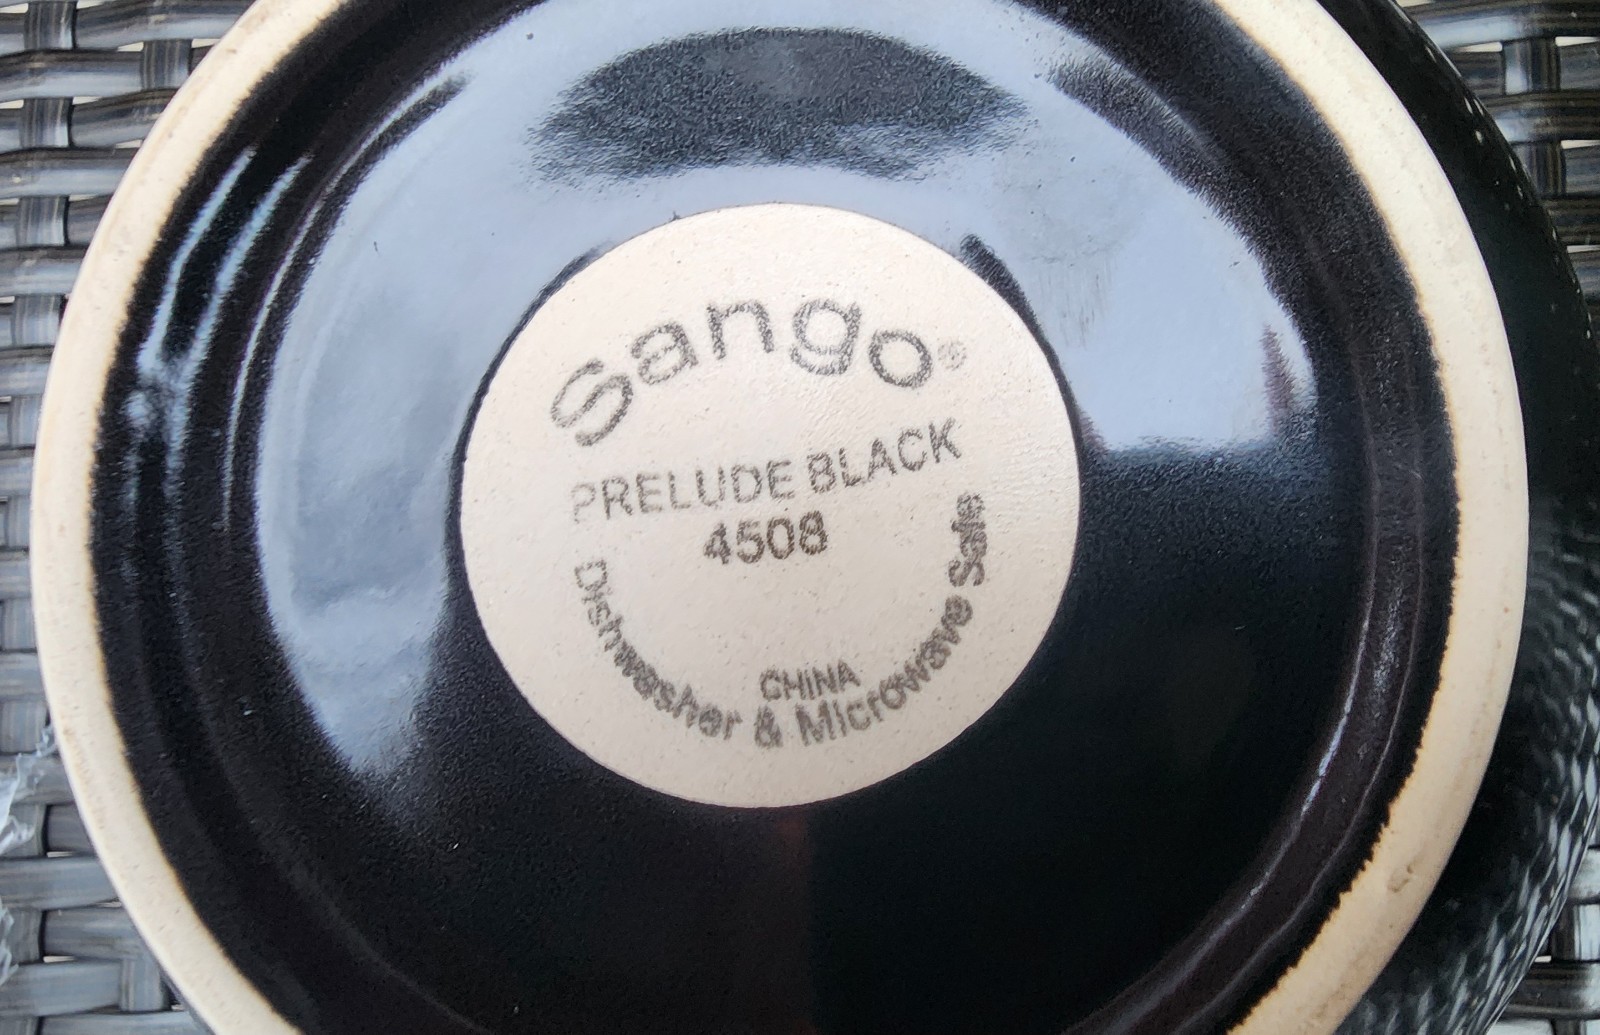 Sango®
PRELUDE BLACK
4508
CHINA
Dishwasher & Microwave Safe